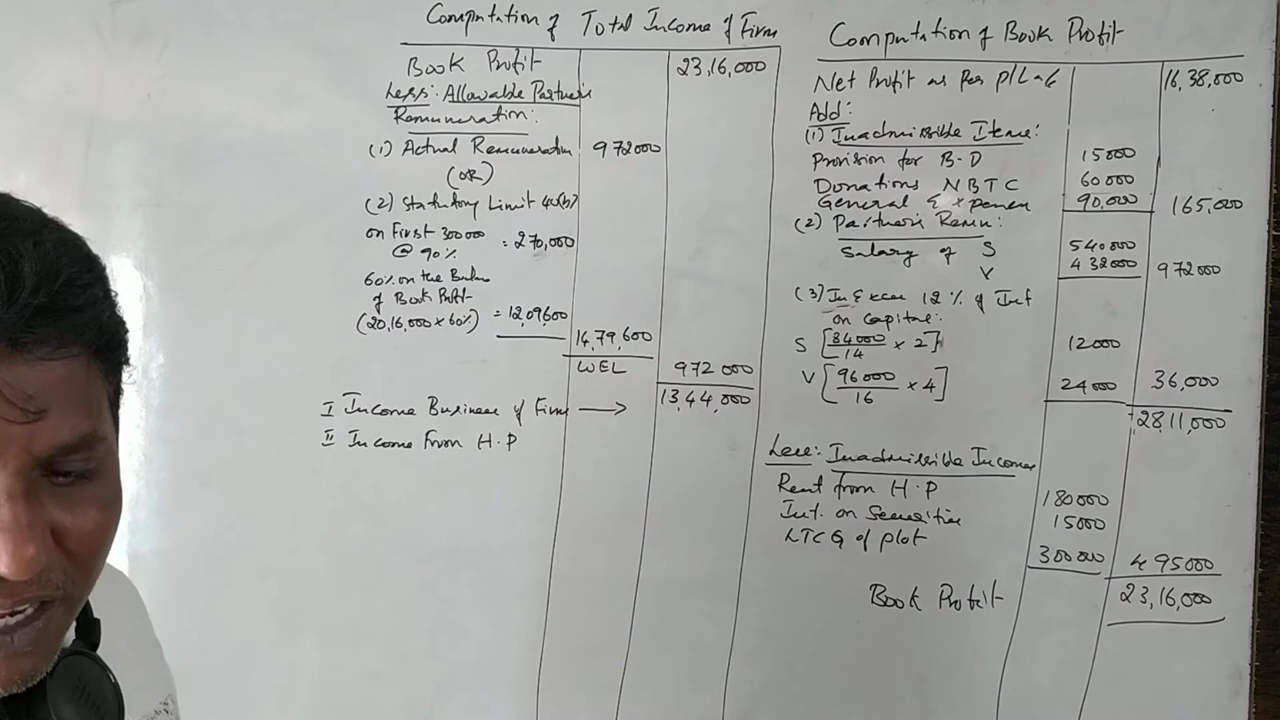 Computation of Total Income of Firm
Book Profit 23,16,000
Less: Allowable Partners
Remuneration:
(1) Actual Remuneration 972000
(OR)
(2) Statutory Limit 40(b)
on First 300000 = 270,000
@ 90%
60% on the Balan
of Book Profit
(20,16,000 x 60%) = 12,09,600
14,79,600
WEL 972000
I Income Business of Firm → 13,44,000
II Income From H.P
Computation of Book Profit
Net Profit as per P/L a/c 16,38,000
Add:
(1) Inadmissible Items:
Provision for B-D 15000
Donations NBTC 60000
General Expenses 90,000 165,000
(2) Partner's Remn:
Salary of S 540000
V 432000 972000
(3) In Excess 12% of Int
on Capital:
S [84000/14 x 2] 12000
V [96000/16 x 4] 24000 36,000
28,11,000
Less: Inadmissible Incomes
Rent from H.P 180000
Int. on Securities 15000
LTCG of plot 300000 495000
Book Profit 23,16,000